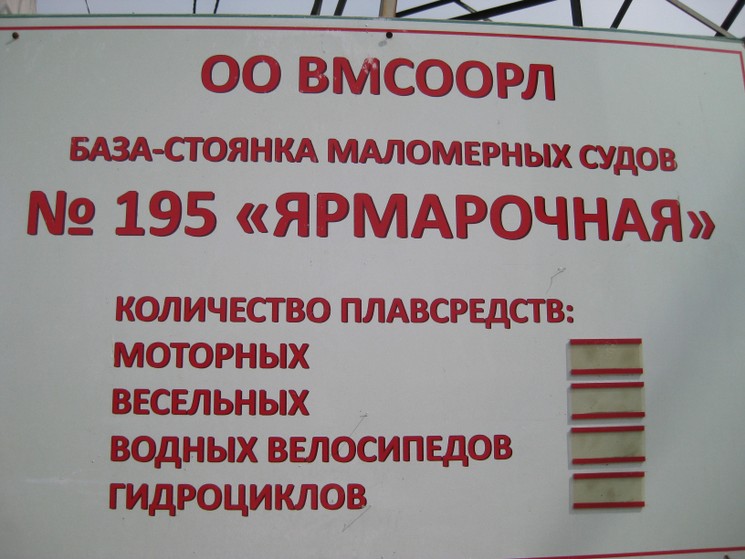 ОО ВМСООРЛ
БАЗА-СТОЯНКА МАЛОМЕРНЫХ СУДОВ
№ 195 «ЯРМАРОЧНАЯ»
КОЛИЧЕСТВО ПЛАВСРЕДСТВ:
МОТОРНЫХ
ВЕСЕЛЬНЫХ
ВОДНЫХ ВЕЛОСИПЕДОВ
ГИДРОЦИКЛОВ